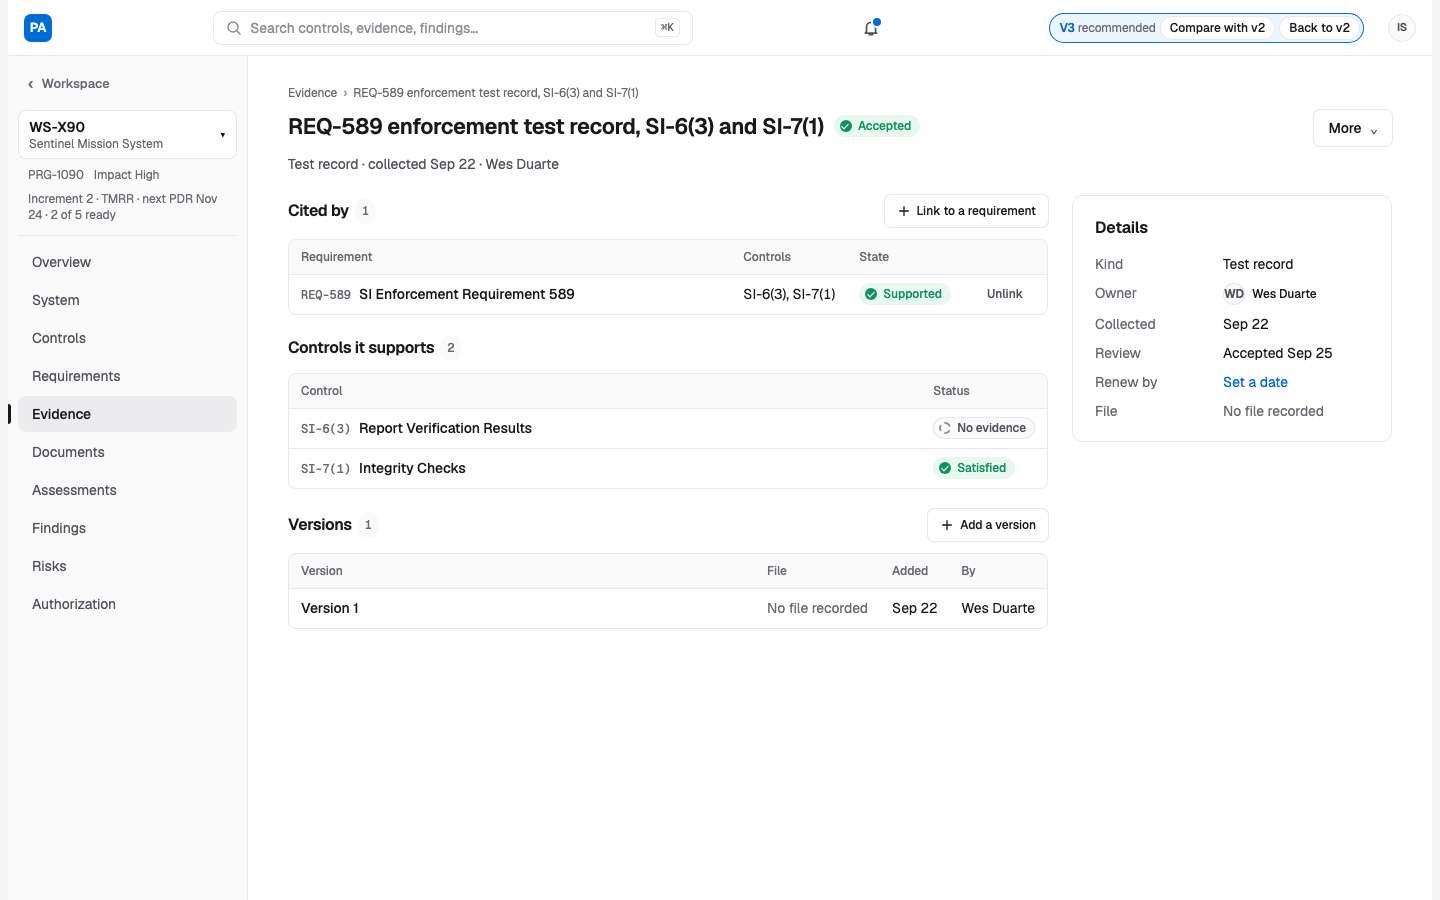 PA
Search controls, evidence, findings...
⌘K
V3 recommended
Compare with v2
Back to v2
IS
‹ Workspace
WS-X90
Sentinel Mission System
PRG-1090 Impact High
Increment 2 · TMRR · next PDR Nov
24 · 2 of 5 ready
Overview
System
Controls
Requirements
Evidence
Documents
Assessments
Findings
Risks
Authorization
Evidence › REQ-589 enforcement test record, SI-6(3) and SI-7(1)
REQ-589 enforcement test record, SI-6(3) and SI-7(1)
Accepted
More
Test record · collected Sep 22 · Wes Duarte
Cited by 1
+ Link to a requirement
Requirement Controls State
REQ-589 SI Enforcement Requirement 589 SI-6(3), SI-7(1) Supported Unlink
Controls it supports 2
Control Status
SI-6(3) Report Verification Results No evidence
SI-7(1) Integrity Checks Satisfied
Versions 1
+ Add a version
Version File Added By
Version 1 No file recorded Sep 22 Wes Duarte
Details
Kind Test record
Owner WD Wes Duarte
Collected Sep 22
Review Accepted Sep 25
Renew by Set a date
File No file recorded